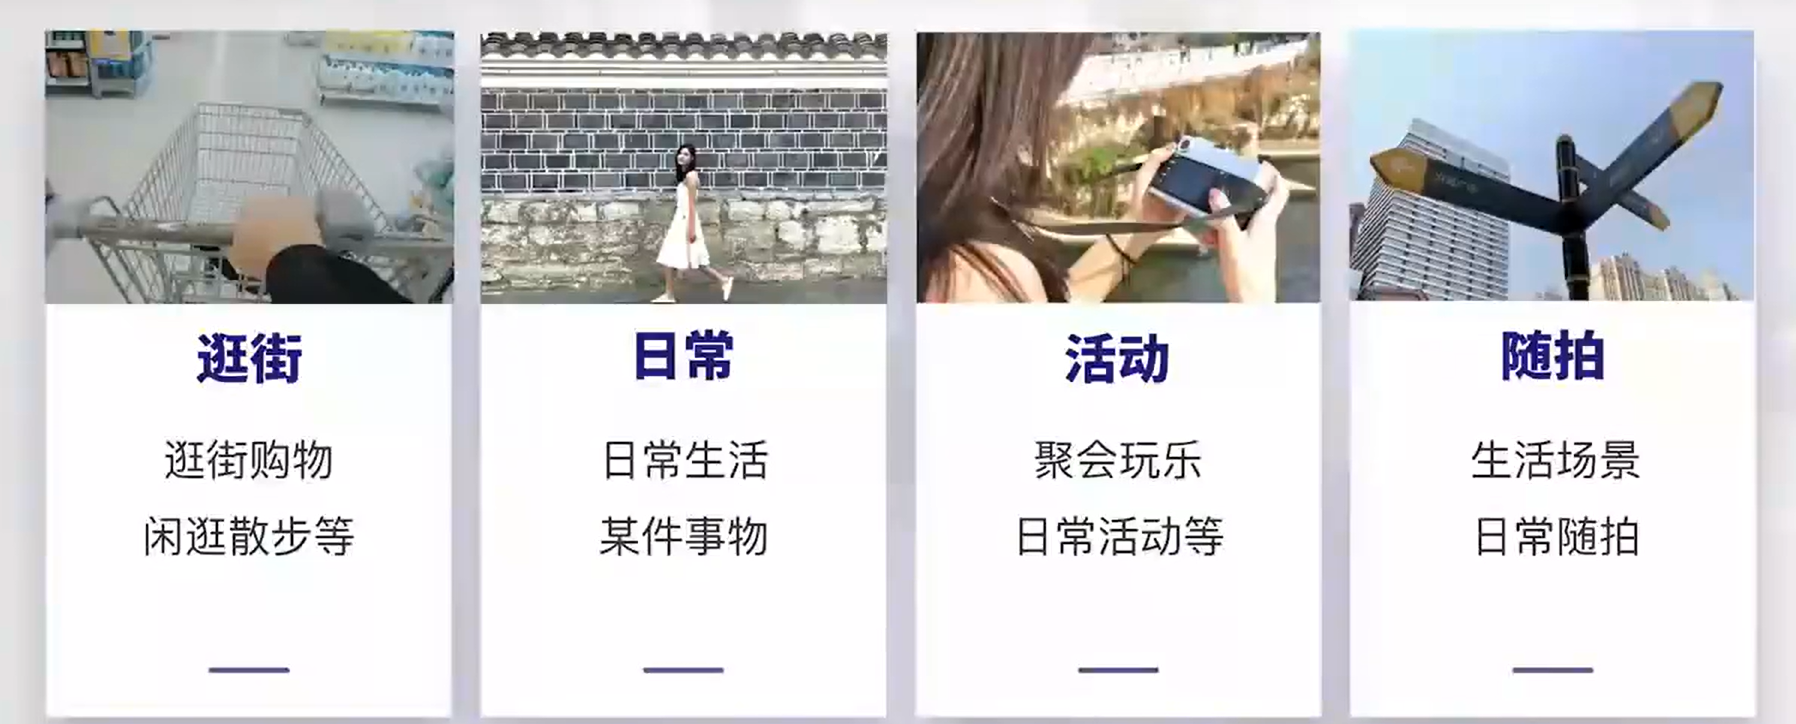 逛街
逛街购物
闲逛散步等
日常
日常生活
某件事物
活动
聚会玩乐
日常活动等
随拍
生活场景
日常随拍